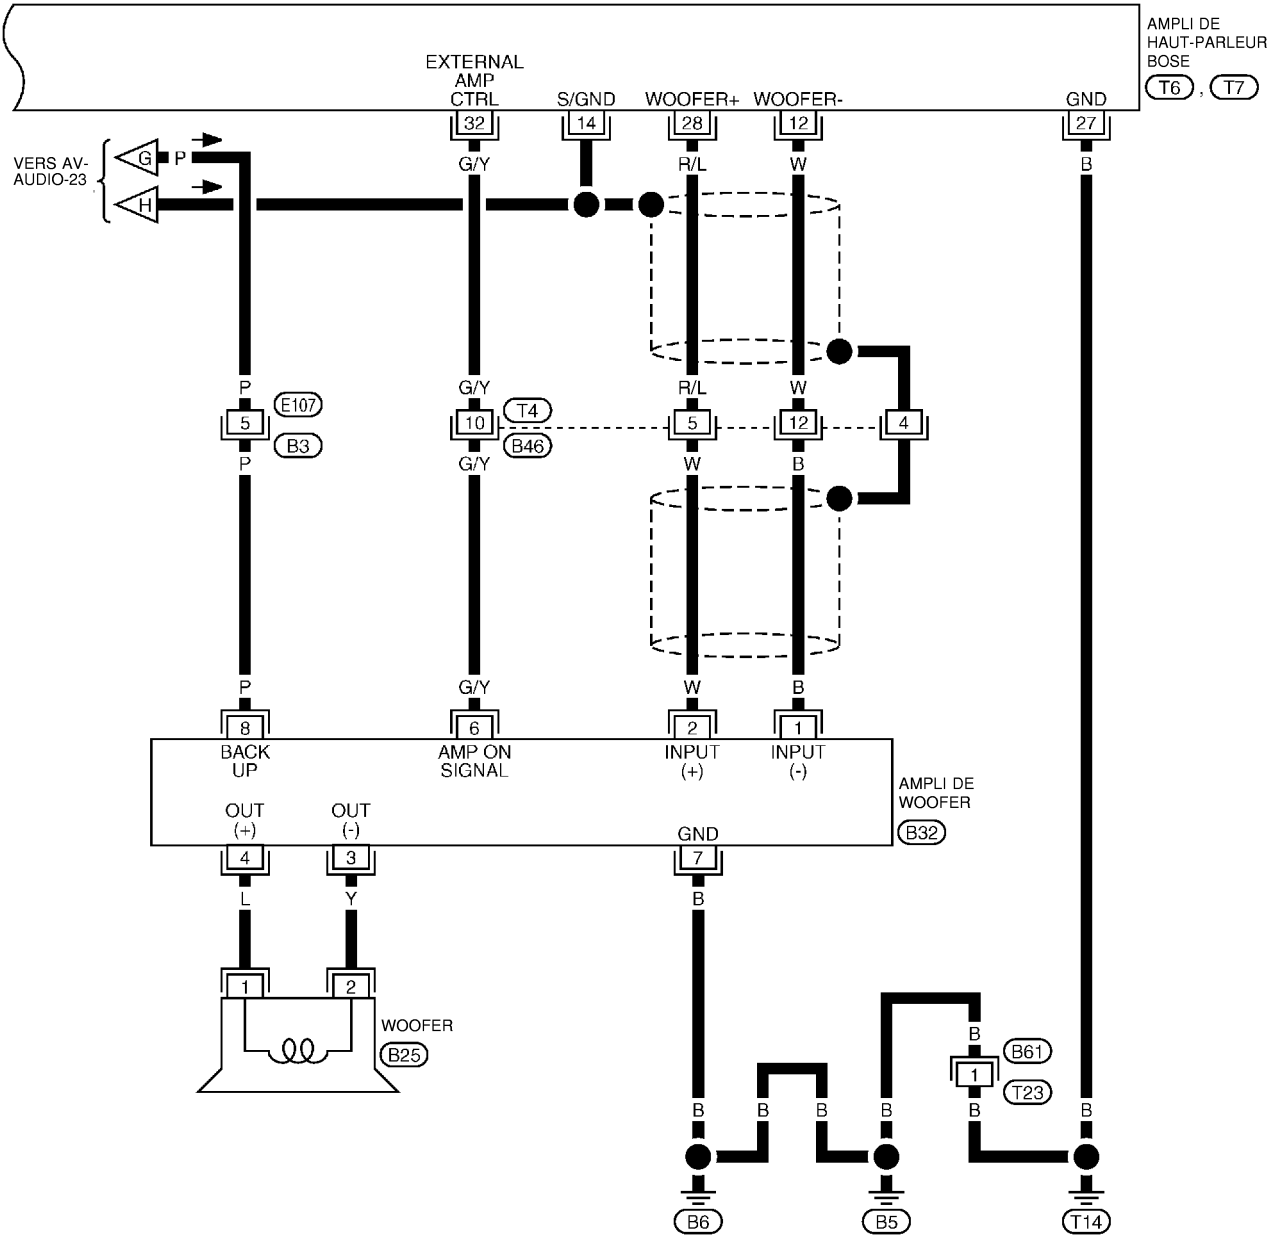 AMPLI DE
HAUT-PARLEUR
BOSE
T6 , T7
EXTERNAL
AMP
CTRL
S/GND
WOOFER+
WOOFER-
GND
32
14
28
12
27
G/Y
R/L
W
B
VERS AV-
AUDIO-23
G
P
H
P
G/Y
R/L
W
E107
T4
5
10
5
12
4
B3
B46
P
G/Y
W
B
P
G/Y
W
B
8
6
2
1
BACK
UP
AMP ON
SIGNAL
INPUT
(+)
INPUT
(-)
AMPLI DE
WOOFER
B32
OUT
(+)
OUT
(-)
GND
4
3
7
L
Y
B
1
2
WOOFER
B25
B
B61
1
T23
B
B
B
B
B
B
B6
B5
T14